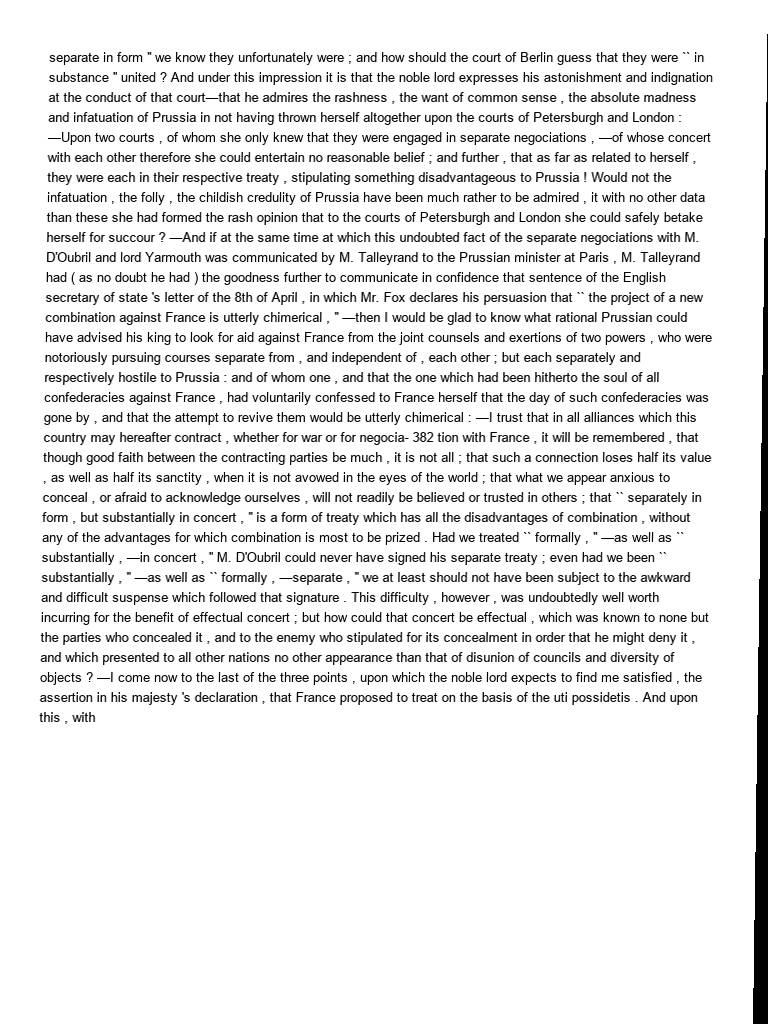 separate in form '' we know they unfortunately were ; and how should the court of Berlin guess that they were `` in
substance '' united ? And under this impression it is that the noble lord expresses his astonishment and indignation
at the conduct of that court—that he admires the rashness , the want of common sense , the absolute madness
and infatuation of Prussia in not having thrown herself altogether upon the courts of Petersburgh and London :
—Upon two courts , of whom she only knew that they were engaged in separate negociations , —of whose concert
with each other therefore she could entertain no reasonable belief ; and further , that as far as related to herself ,
they were each in their respective treaty , stipulating something disadvantageous to Prussia ! Would not the
infatuation , the folly , the childish credulity of Prussia have been much rather to be admired , it with no other data
than these she had formed the rash opinion that to the courts of Petersburgh and London she could safely betake
herself for succour ? —And if at the same time at which this undoubted fact of the separate negociations with M.
D'Oubril and lord Yarmouth was communicated by M. Talleyrand to the Prussian minister at Paris , M. Talleyrand
had ( as no doubt he had ) the goodness further to communicate in confidence that sentence of the English
secretary of state 's letter of the 8th of April , in which Mr. Fox declares his persuasion that `` the project of a new
combination against France is utterly chimerical , '' —then I would be glad to know what rational Prussian could
have advised his king to look for aid against France from the joint counsels and exertions of two powers , who were
notoriously pursuing courses separate from , and independent of , each other ; but each separately and
respectively hostile to Prussia : and of whom one , and that the one which had been hitherto the soul of all
confederacies against France , had voluntarily confessed to France herself that the day of such confederacies was
gone by , and that the attempt to revive them would be utterly chimerical : —I trust that in all alliances which this
country may hereafter contract , whether for war or for negocia- 382 tion with France , it will be remembered , that
though good faith between the contracting parties be much , it is not all ; that such a connection loses half its value
, as well as half its sanctity , when it is not avowed in the eyes of the world ; that what we appear anxious to
conceal , or afraid to acknowledge ourselves , will not readily be believed or trusted in others ; that `` separately in
form , but substantially in concert , '' is a form of treaty which has all the disadvantages of combination , without
any of the advantages for which combination is most to be prized . Had we treated `` formally , '' —as well as ``
substantially , —in concert , '' M. D'Oubril could never have signed his separate treaty ; even had we been ``
substantially , '' —as well as `` formally , —separate , '' we at least should not have been subject to the awkward
and difficult suspense which followed that signature . This difficulty , however , was undoubtedly well worth
incurring for the benefit of effectual concert ; but how could that concert be effectual , which was known to none but
the parties who concealed it , and to the enemy who stipulated for its concealment in order that he might deny it ,
and which presented to all other nations no other appearance than that of disunion of councils and diversity of
objects ? —I come now to the last of the three points , upon which the noble lord expects to find me satisfied , the
assertion in his majesty 's declaration , that France proposed to treat on the basis of the uti possidetis . And upon
this , with